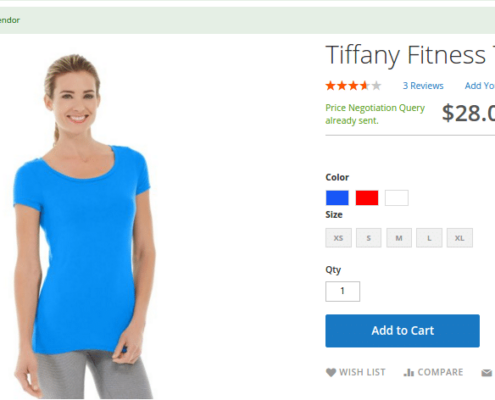 endor
Tiffany Fitness
3 Reviews
Add Yo
Price Negotiation Query
already sent.
$28.0
Color
Size
XS S M L XL
Qty
1
Add to Cart
WISH LIST
COMPARE